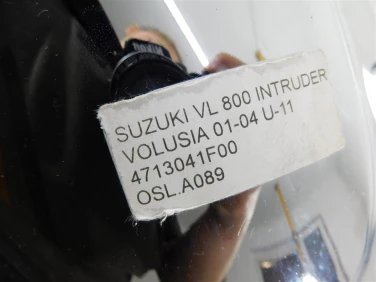 SUZUKI VL 800 INTRUDER
VOLUSIA 01-04 U-11
4713041F00
OSL.A089